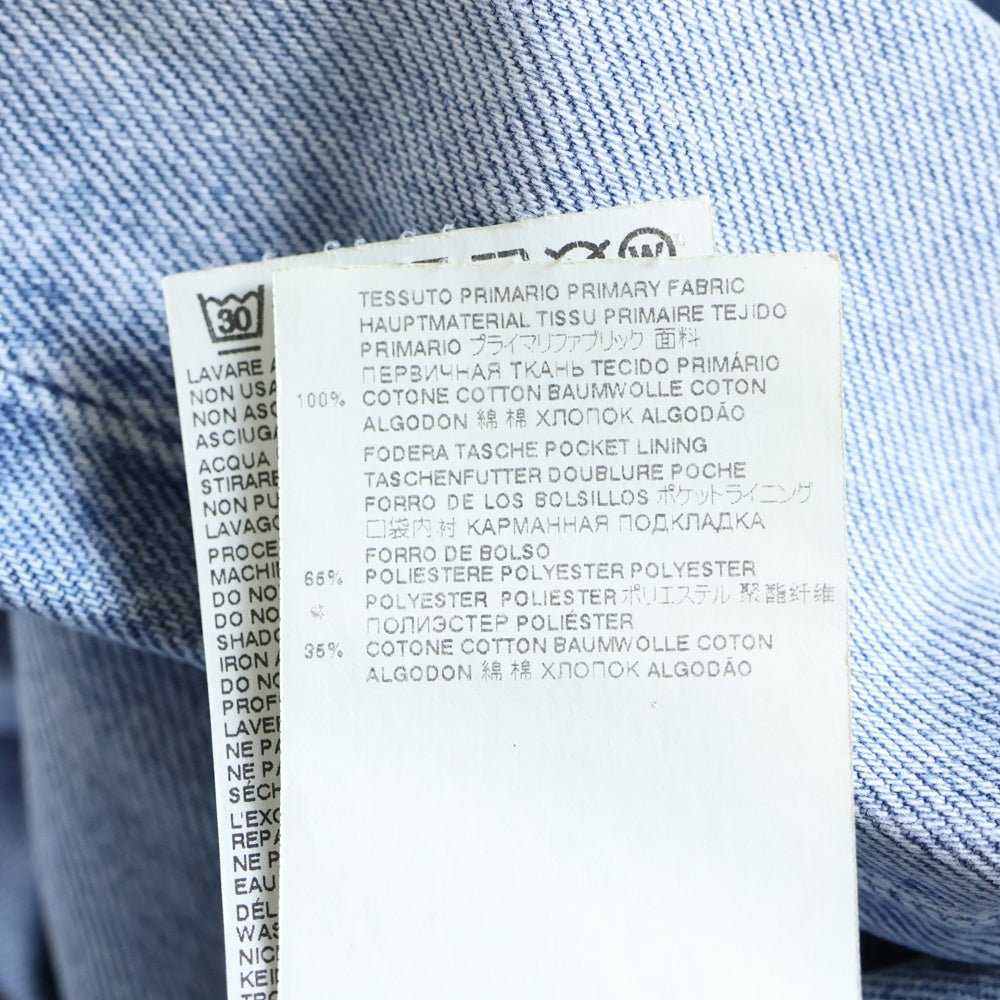 30
W
LAVARE
NON USA
NON ASC
ASCIUGA
ACQUA
STIRARE
NON PU
LAVAGG
PROCE
MACHI
DO NO
DO NO
SHADO
IRON
DO NO
PROF
LAVE
NE PA
NE PA
SÉCH
L'EXC
REPA
NE P
EAU
DÉL
WAS
NIC
KEI
TESSUTO PRIMARIO PRIMARY FABRIC
HAUPTMATERIAL TISSU PRIMAIRE TEJIDO
PRIMARIO プライマリファブリック 面料
ПЕРВИЧНАЯ ТКАНЬ TECIDO PRIMÁRIO
100% COTONE COTTON BAUMWOLLE COTON
ALGODON 綿 棉 ХЛОПОК ALGODÃO
FODERA TASCHE POCKET LINING
TASCHENFUTTER DOUBLURE POCHE
FORRO DE LOS BOLSILLOS ポケットライニング
口袋内衬 КАРМАННАЯ ПОДКЛАДКА
FORRO DE BOLSO
65% POLIESTERE POLYESTER POLYESTER
POLYESTER POLIESTER ポリエステル 聚酯纤维
ПОЛИЭСТЕР POLIÉSTER
35% COTONE COTTON BAUMWOLLE COTON
ALGODON 綿 棉 ХЛОПОК ALGODÃO